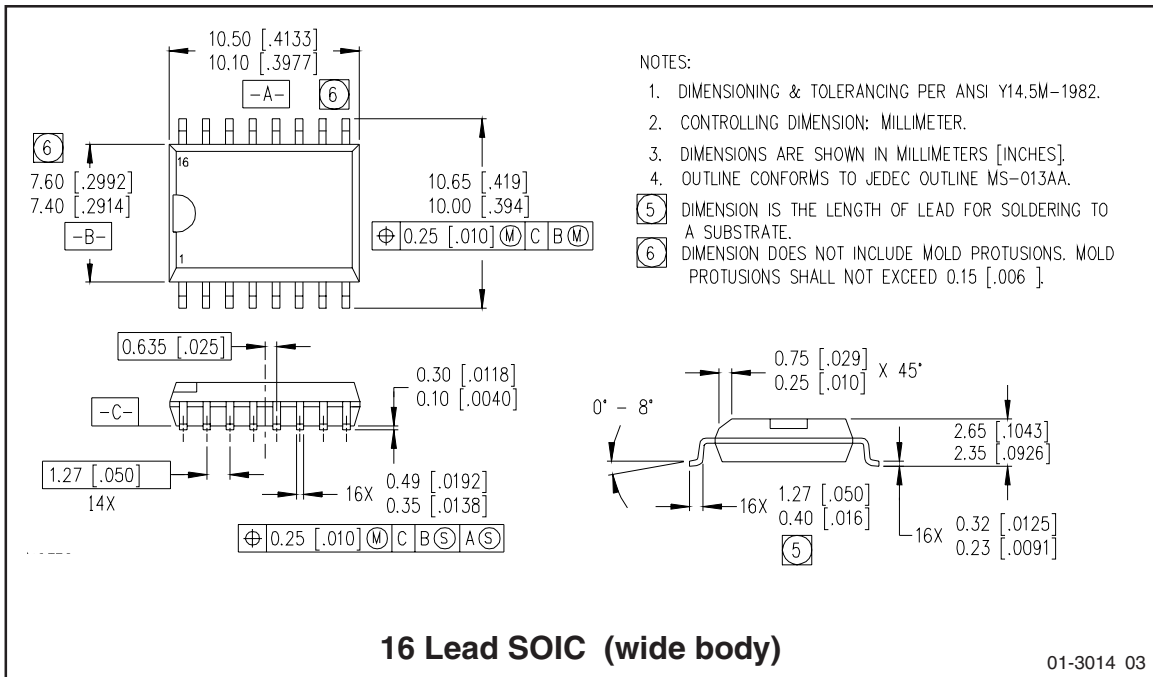 10.50 [.4133]
10.10 [.3977]
-A- 6
6
7.60 [.2992]
7.40 [.2914]
-B-
16
1
10.65 [.419]
10.00 [.394]
⌖ 0.25 [.010] Ⓜ C B Ⓜ
NOTES:
1. DIMENSIONING & TOLERANCING PER ANSI Y14.5M-1982.
2. CONTROLLING DIMENSION: MILLIMETER.
3. DIMENSIONS ARE SHOWN IN MILLIMETERS [INCHES].
4. OUTLINE CONFORMS TO JEDEC OUTLINE MS-013AA.
5 DIMENSION IS THE LENGTH OF LEAD FOR SOLDERING TO
A SUBSTRATE.
6 DIMENSION DOES NOT INCLUDE MOLD PROTUSIONS. MOLD
PROTUSIONS SHALL NOT EXCEED 0.15 [.006 ].
0.635 [.025]
-C-
0.30 [.0118]
0.10 [.0040]
1.27 [.050]
14X
16X 0.49 [.0192]
0.35 [.0138]
⌖ 0.25 [.010] Ⓜ C B Ⓢ A Ⓢ
0.75 [.029]
0.25 [.010] X 45°
0° - 8°
2.65 [.1043]
2.35 [.0926]
16X 1.27 [.050]
0.40 [.016]
5
16X 0.32 [.0125]
0.23 [.0091]
16 Lead SOIC (wide body)
01-3014 03